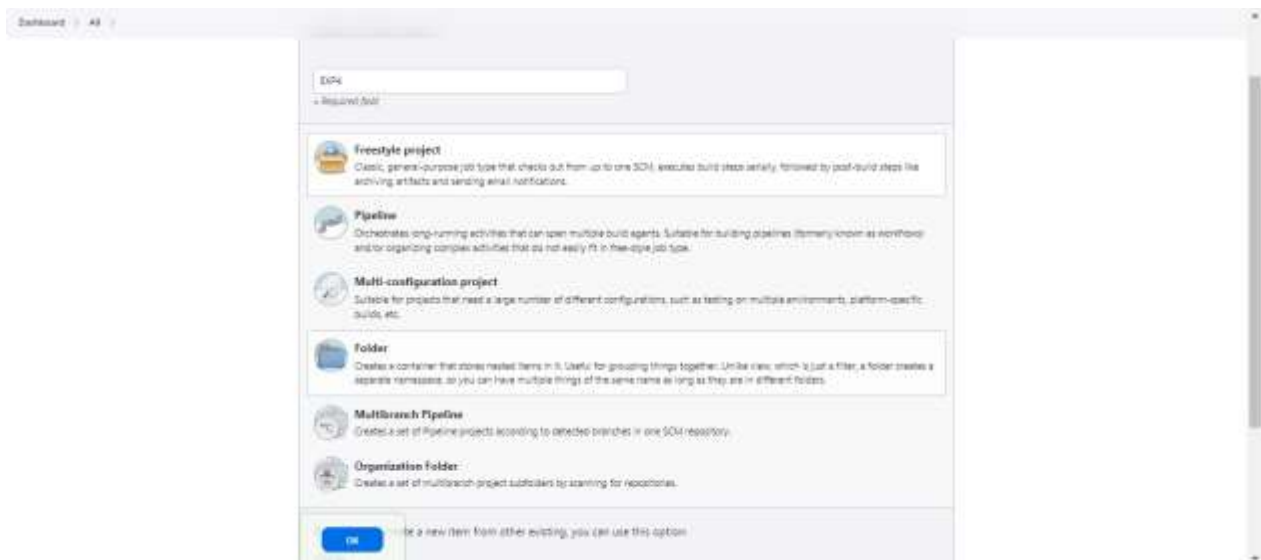 Dashboard > All >
EXP4
» Required field
Freestyle project
Classic, general-purpose job type that checks out from up to one SCM, executes build steps serially, followed by post-build steps like
archiving artifacts and sending email notifications.
Pipeline
Orchestrates long-running activities that can span multiple build agents. Suitable for building pipelines (formerly known as workflows)
and/or organizing complex activities that do not easily fit in free-style job type.
Multi-configuration project
Suitable for projects that need a large number of different configurations, such as testing on multiple environments, platform-specific
builds, etc.
Folder
Creates a container that stores nested items in it. Useful for grouping things together. Unlike view, which is just a filter, a folder creates a
separate namespace, so you can have multiple things of the same name as long as they are in different folders.
Multibranch Pipeline
Creates a set of Pipeline projects according to detected branches in one SCM repository.
Organization Folder
Creates a set of multibranch project subfolders by scanning for repositories.
a new item from other existing, you can use this option
OK